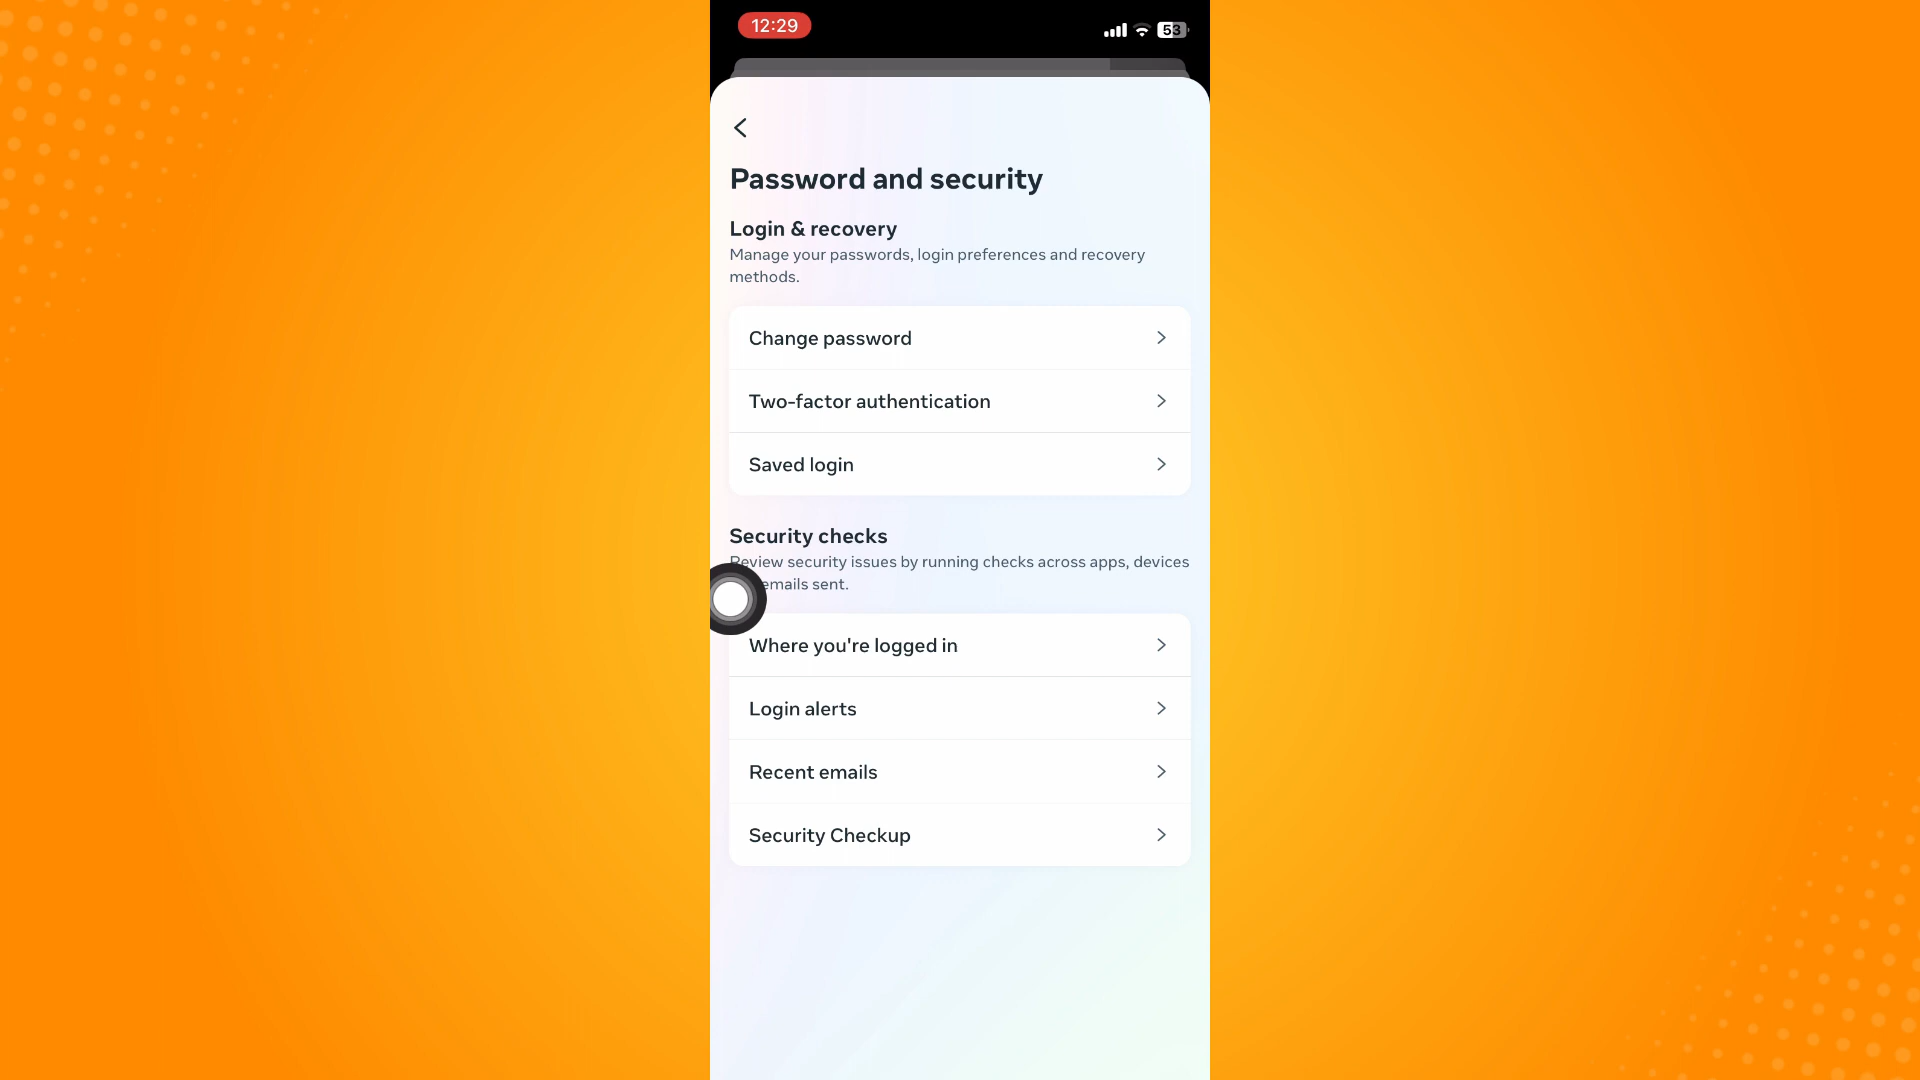 12:29
53
Password and security
Login & recovery
Manage your passwords, login preferences and recovery
methods.
Change password
Two-factor authentication
Saved login
Security checks
Review security issues by running checks across apps, devices
emails sent.
Where you're logged in
Login alerts
Recent emails
Security Checkup